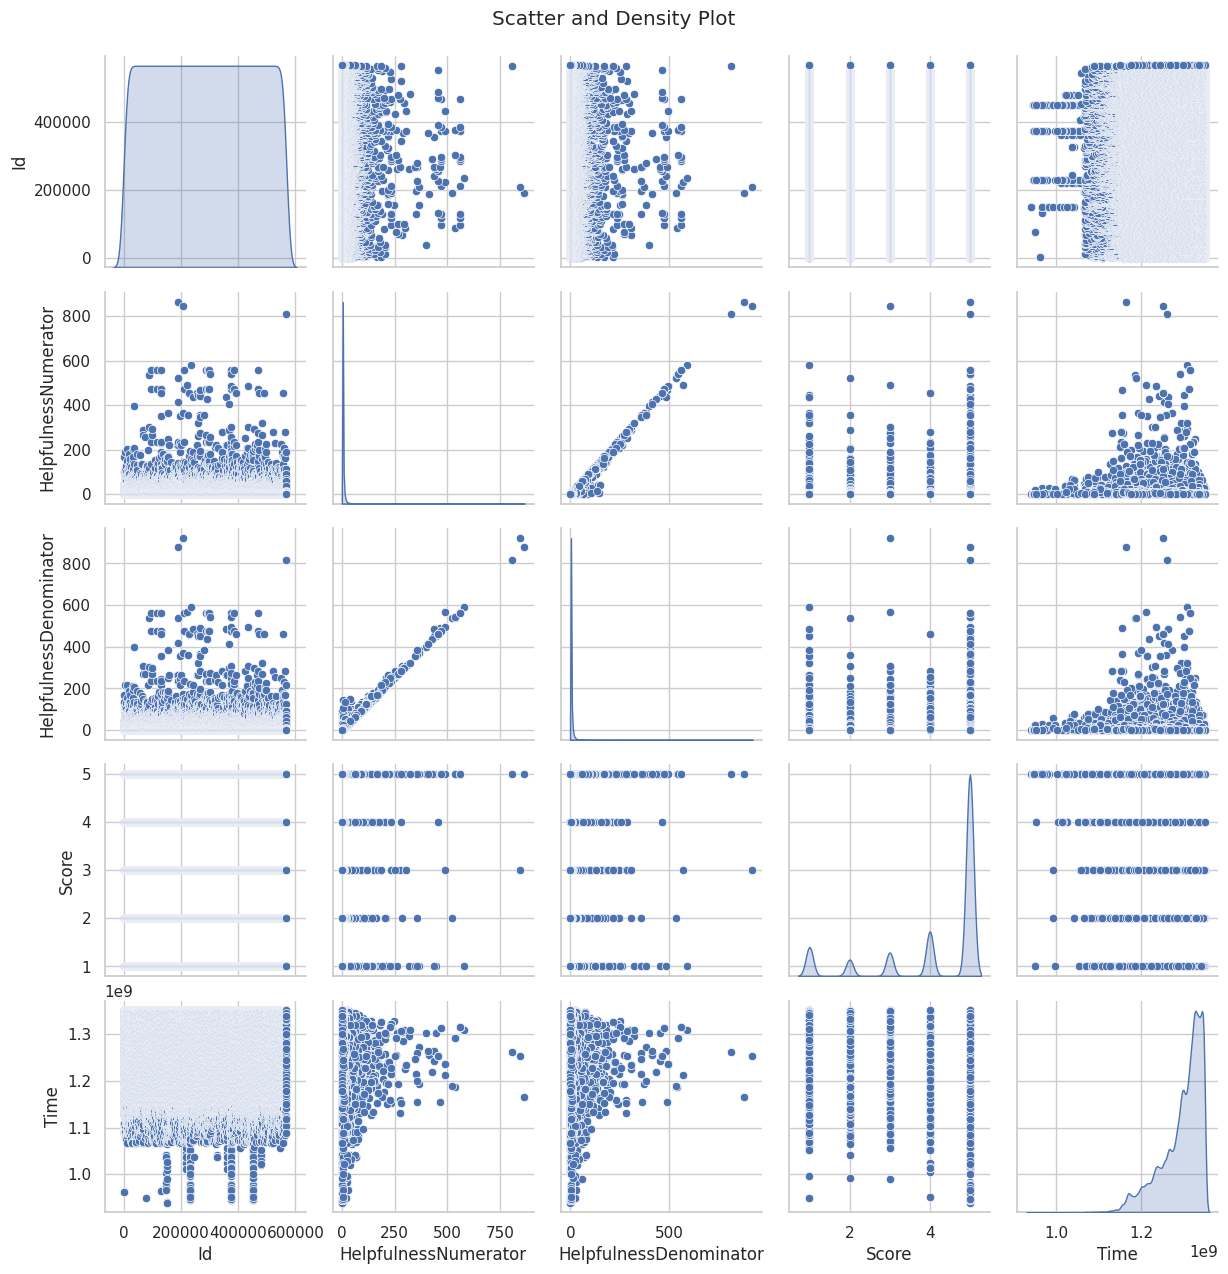 Scatter and Density Plot
400000
200000
0
Id
800
600
400
200
0
HelpfulnessNumerator
800
600
400
200
0
HelpfulnessDenominator
5
4
3
2
1
Score
1e9
1.3
1.2
1.1
1.0
Time
0 200000 400000 600000
Id
0 250 500 750
HelpfulnessNumerator
0 500
HelpfulnessDenominator
2 4
Score
1.0 1.2
1e9
Time